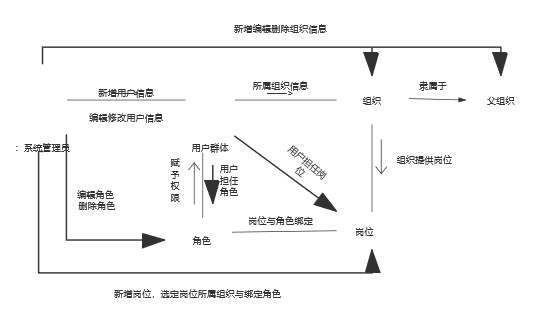 新增编辑删除组织信息
隶属于
所属组织信息
新增用户信息
组织
父组织
编辑修改用户信息
：系统管理员
用户群体
用户担任岗
位
组织提供岗位
赋
予
权
限
用户
担任
角色
编辑角色
删除角色
岗位与角色绑定
角色
岗位
新增岗位、选定岗位所属组织与绑定角色